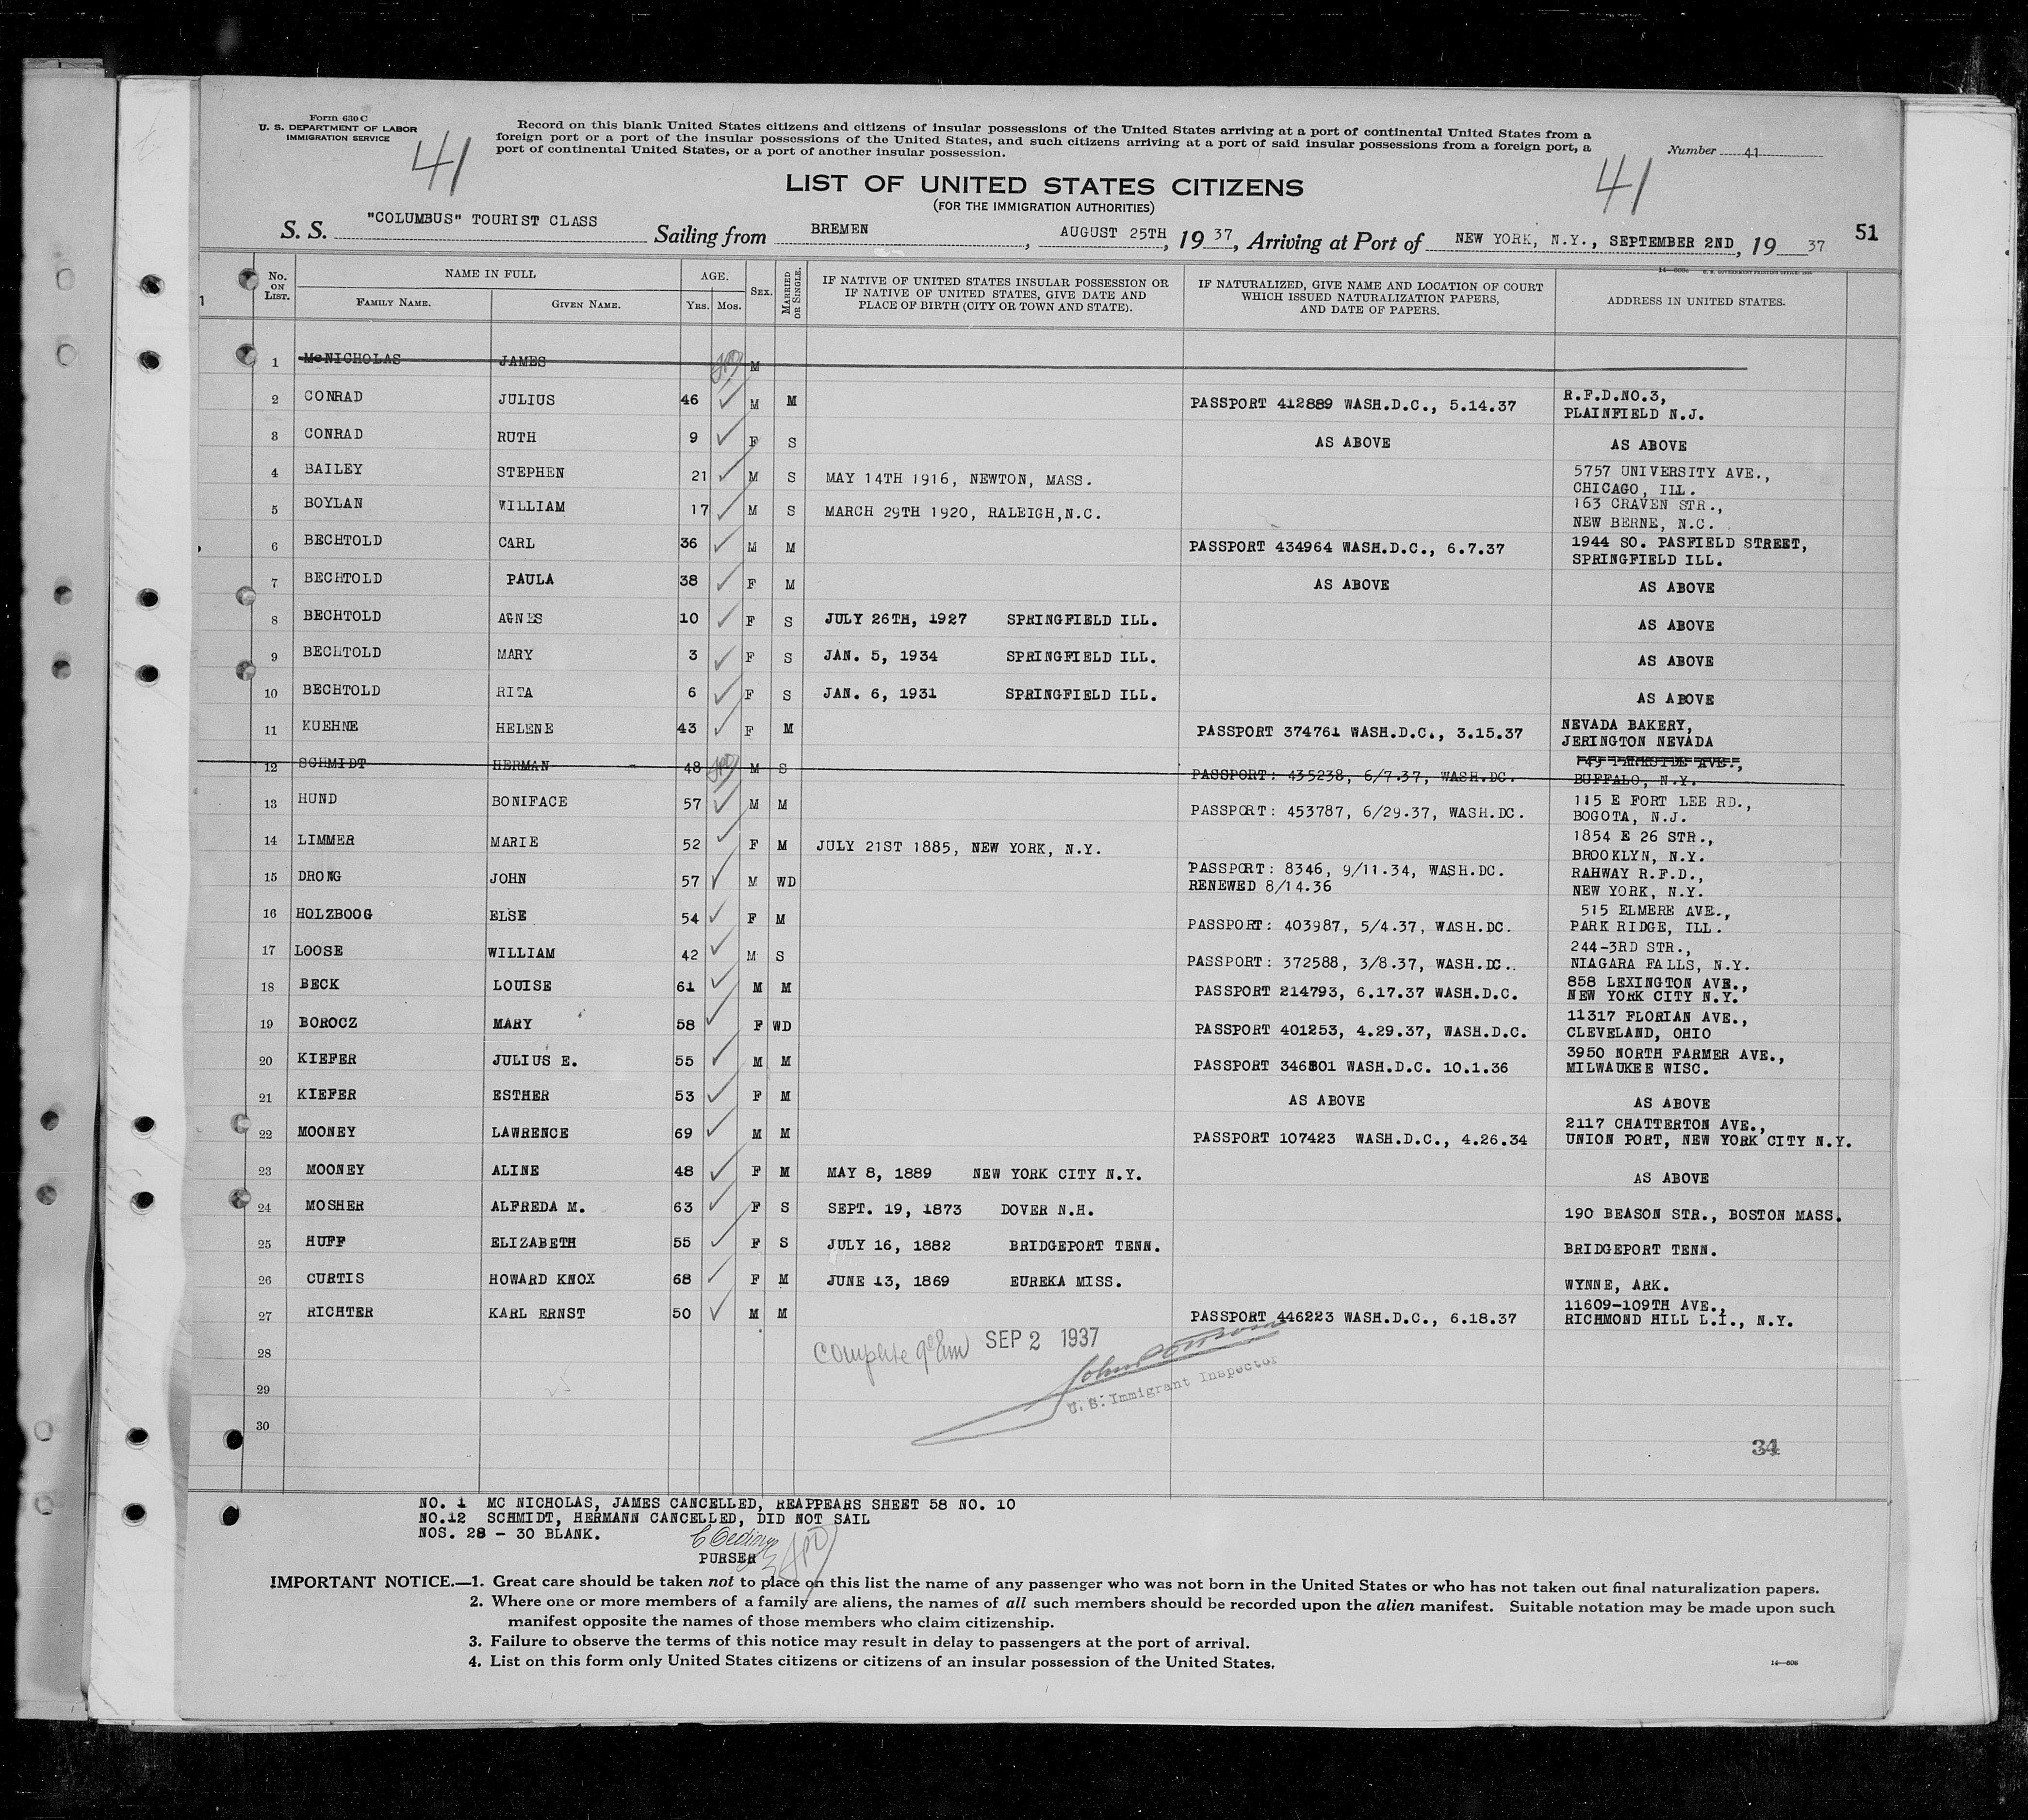 Form 630 C
U. S. DEPARTMENT OF LABOR
IMMIGRATION SERVICE
41
Record on this blank United States citizens and citizens of insular possessions of the United States arriving at a port of continental United States from a
foreign port or a port of the insular possessions of the United States, and such citizens arriving at a port of said insular possessions from a foreign port, a
port of continental United States, or a port of another insular possession.
Number 41
41
LIST OF UNITED STATES CITIZENS
(FOR THE IMMIGRATION AUTHORITIES)
S. S. "COLUMBUS" TOURIST CLASS Sailing from BREMEN, AUGUST 25TH, 1937, Arriving at Port of NEW YORK, N.Y., SEPTEMBER 2ND, 1937
51
No. ON LIST. NAME IN FULL FAMILY NAME. GIVEN NAME. AGE. Yrs. Mos. SEX. MARRIED OR SINGLE. IF NATIVE OF UNITED STATES INSULAR POSSESSION OR IF NATIVE OF UNITED STATES, GIVE DATE AND PLACE OF BIRTH (CITY OR TOWN AND STATE). IF NATURALIZED, GIVE NAME AND LOCATION OF COURT WHICH ISSUED NATURALIZATION PAPERS, AND DATE OF PAPERS. ADDRESS IN UNITED STATES.
1 McNICHOLAS JAMES M
2 CONRAD JULIUS 46 M M PASSPORT 412889 WASH.D.C., 5.14.37 R.F.D.NO.3, PLAINFIELD N.J.
3 CONRAD RUTH 9 F S AS ABOVE AS ABOVE
4 BAILEY STEPHEN 21 M S MAY 14TH 1916, NEWTON, MASS. 5757 UNIVERSITY AVE., CHICAGO, ILL.
5 BOYLAN WILLIAM 17 M S MARCH 29TH 1920, RALEIGH,N.C. 163 CRAVEN STR., NEW BERNE, N.C.
6 BECHTOLD CARL 36 M M PASSPORT 434964 WASH.D.C., 6.7.37 1944 SO. PASFIELD STREET, SPRINGFIELD ILL.
7 BECHTOLD PAULA 38 F M AS ABOVE AS ABOVE
8 BECHTOLD AGNES 10 F S JULY 26TH, 1927 SPRINGFIELD ILL. AS ABOVE
9 BECHTOLD MARY 3 F S JAN. 5, 1934 SPRINGFIELD ILL. AS ABOVE
10 BECHTOLD RITA 6 F S JAN. 6, 1931 SPRINGFIELD ILL. AS ABOVE
11 KUEHNE HELENE 43 F M PASSPORT 374761 WASH.D.C., 3.15.37 NEVADA BAKERY, JERINGTON NEVADA
12 SCHMIDT HERMAN 48 M S PASSPORT: 435238, 6/7.37, WASH.DC. AVE., BUFFALO, N.Y.
13 HUND BONIFACE 57 M M PASSPORT: 453787, 6/29.37, WASH.DC. 115 E FORT LEE RD., BOGOTA, N.J.
14 LIMMER MARIE 52 F M JULY 21ST 1885, NEW YORK, N.Y. 1854 E 26 STR., BROOKLYN, N.Y.
15 DRONG JOHN 57 M WD PASSPORT: 8346, 9/11.34, WASH.DC. RENEWED 8/14.36 RAHWAY R.F.D., NEW YORK, N.Y.
16 HOLZBOOG ELSE 54 F M PASSPORT: 403987, 5/4.37, WASH.DC. 515 ELMERE AVE., PARK RIDGE, ILL.
17 LOOSE WILLIAM 42 M S PASSPORT: 372588, 3/8.37, WASH.DC.. 244-3RD STR., NIAGARA FALLS, N.Y.
18 BECK LOUISE 61 M M PASSPORT 214793, 6.17.37 WASH.D.C. 858 LEXINGTON AVE., NEW YORK CITY N.Y.
19 BOROCZ MARY 58 F WD PASSPORT 401253, 4.29.37, WASH.D.C. 11317 FLORIAN AVE., CLEVELAND, OHIO
20 KIEFER JULIUS E. 55 M M PASSPORT 346801 WASH.D.C. 10.1.36 3950 NORTH FARMER AVE., MILWAUKEE WISC.
21 KIEFER ESTHER 53 F M AS ABOVE AS ABOVE
22 MOONEY LAWRENCE 69 M M PASSPORT 107423 WASH.D.C., 4.26.34 2117 CHATTERTON AVE., UNION PORT, NEW YORK CITY N.Y.
23 MOONEY ALINE 48 F M MAY 8, 1889 NEW YORK CITY N.Y. AS ABOVE
24 MOSHER ALFREDA M. 63 F S SEPT. 19, 1873 DOVER N.H. 190 BEASON STR., BOSTON MASS.
25 HUFF ELIZABETH 55 F S JULY 16, 1882 BRIDGEPORT TENN. BRIDGEPORT TENN.
26 CURTIS HOWARD KNOX 68 F M JUNE 13, 1869 EUREKA MISS. WYNNE, ARK.
27 RICHTER KARL ERNST 50 M M PASSPORT 446223 WASH.D.C., 6.18.37 11609-109TH AVE., RICHMOND HILL L.I., N.Y.
28 Complete SEP 2 1937
29 U. S. Immigrant Inspector
30
34
NO. 1 MC NICHOLAS, JAMES CANCELLED, REAPPEARS SHEET 58 NO. 10
NO.12 SCHMIDT, HERMANN CANCELLED, DID NOT SAIL
NOS. 28 - 30 BLANK.
PURSER
IMPORTANT NOTICE.—1. Great care should be taken not to place on this list the name of any passenger who was not born in the United States or who has not taken out final naturalization papers.
2. Where one or more members of a family are aliens, the names of all such members should be recorded upon the alien manifest. Suitable notation may be made upon such
manifest opposite the names of those members who claim citizenship.
3. Failure to observe the terms of this notice may result in delay to passengers at the port of arrival.
4. List on this form only United States citizens or citizens of an insular possession of the United States.